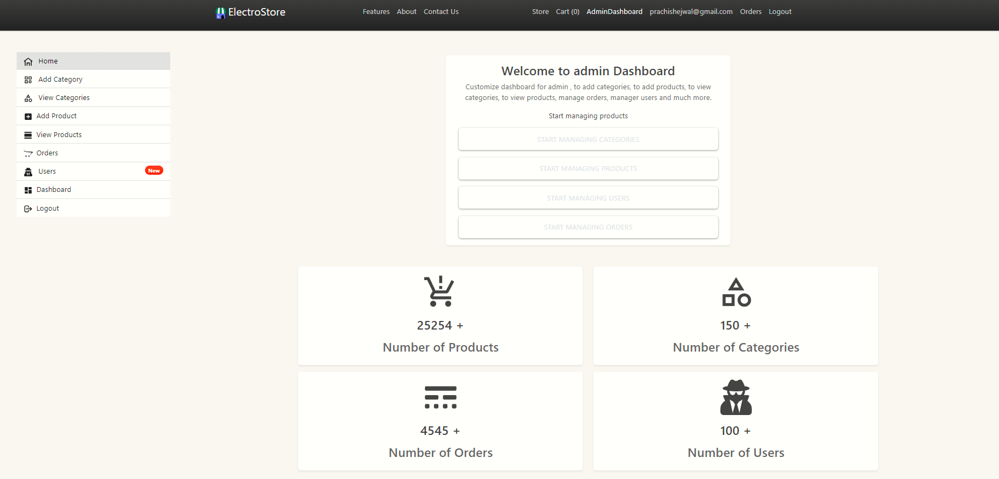 ElectroStore
Features About Contact Us
Store Cart (0) AdminDashboard prachishejwal@gmail.com Orders Logout
Home
Add Category
View Categories
Add Product
View Products
Orders
Users New
Dashboard
Logout
Welcome to admin Dashboard
Customize dashboard for admin , to add categories, to add products, to view
categories, to view products, manage orders, manager users and much more.
Start managing products
START MANAGING CATEGORIES
START MANAGING PRODUCTS
START MANAGING USERS
START MANAGING ORDERS
25254 +
Number of Products
150 +
Number of Categories
4545 +
Number of Orders
100 +
Number of Users